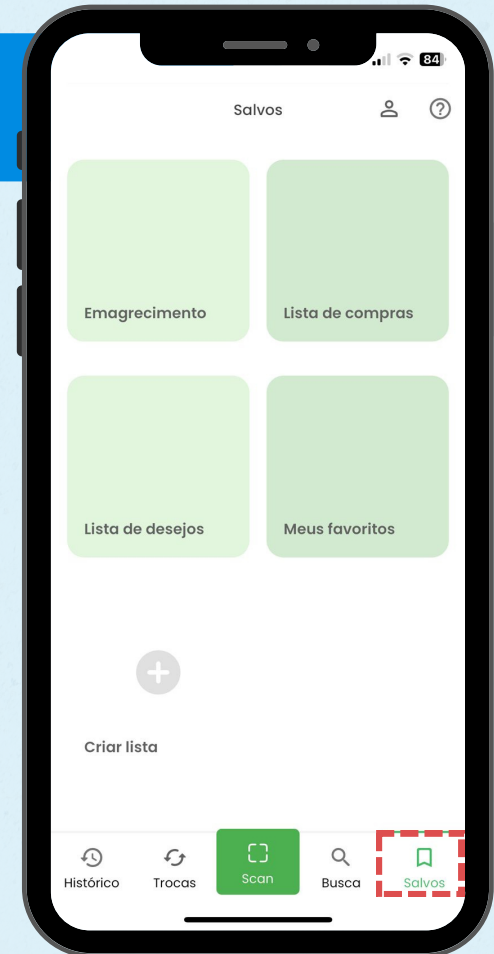 84
Salvos
Emagrecimento
Lista de compras
Lista de desejos
Meus favoritos
Criar lista
Histórico
Trocas
Scan
Busca
Salvos